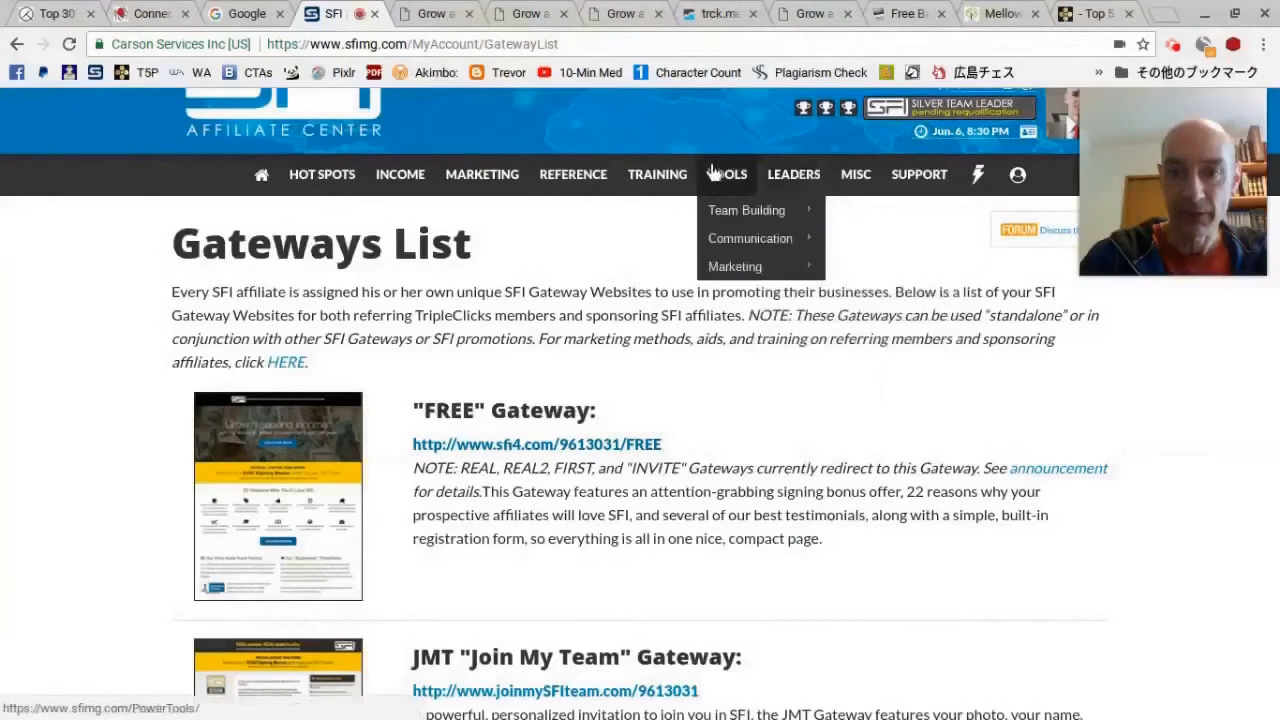 Top 30
Connec
Google
SFI
Grow a
Grow a
Grow a
trck.me
Grow a
Free Ba
Mellow
- Top 5
Carson Services Inc [US]
https://www.sfimg.com/MyAccount/GatewayList
T5P
WA
CTAs
Pixlr
PDF
Akimbo:
Trevor
10-Min Med
Character Count
Plagiarism Check
広島チェス
»
その他のブックマーク
SFI
AFFILIATE CENTER
SFI SILVER TEAM LEADER
pending requalification
Jun. 6, 8:30 PM
HOT SPOTS INCOME MARKETING REFERENCE TRAINING TOOLS LEADERS MISC SUPPORT
Team Building
Communication
Marketing
FORUM Discuss th
Gateways List
Every SFI affiliate is assigned his or her own unique SFI Gateway Websites to use in promoting their businesses. Below is a list of your SFI
Gateway Websites for both referring TripleClicks members and sponsoring SFI affiliates. NOTE: These Gateways can be used "standalone" or in
conjunction with other SFI Gateways or SFI promotions. For marketing methods, aids, and training on referring members and sponsoring
affiliates, click HERE.
"FREE" Gateway:
http://www.sfi4.com/9613031/FREE
NOTE: REAL, REAL2, FIRST, and "INVITE" Gateways currently redirect to this Gateway. See announcement
for details.This Gateway features an attention-grabbing signing bonus offer, 22 reasons why your
prospective affiliates will love SFI, and several of our best testimonials, along with a simple, built-in
registration form, so everything is all in one nice, compact page.
JMT "Join My Team" Gateway:
http://www.joinmySFIteam.com/9613031
powerful, personalized invitation to join you in SFI, the JMT Gateway features your photo, your name,
https://www.sfimg.com/PowerTools/